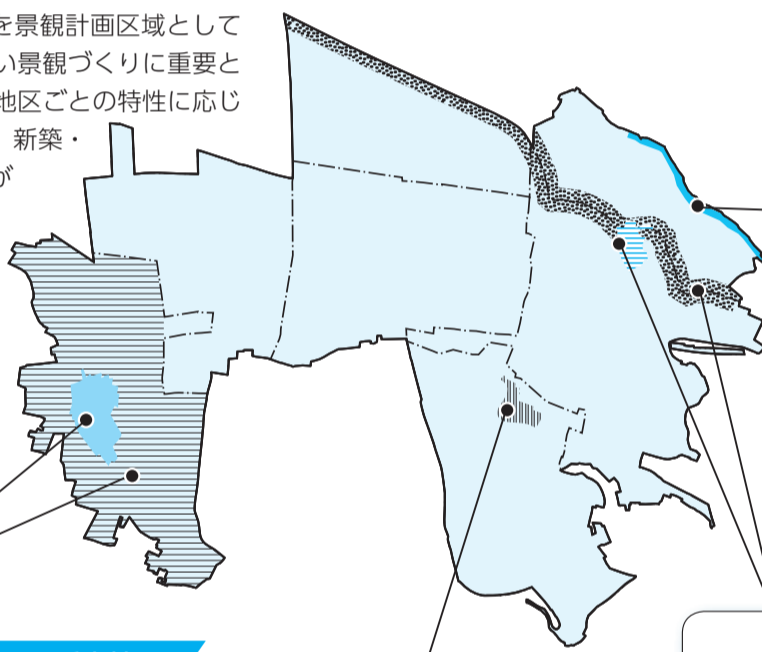 を景観計画区域として
い景観づくりに重要と
地区ごとの特性に応じ
新築・
が